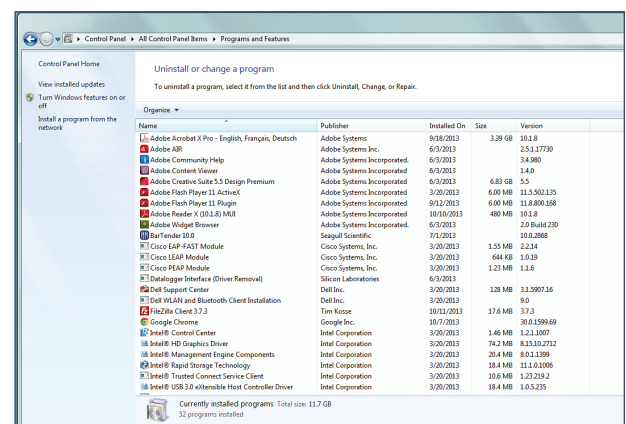 Control Panel ▸ All Control Panel Items ▸ Programs and Features
Control Panel Home
View installed updates
Turn Windows features on or
off
Install a program from the
network
Uninstall or change a program
To uninstall a program, select it from the list and then click Uninstall, Change, or Repair.
Organize
Name Publisher Installed On Size Version
Adobe Acrobat X Pro - English, Français, Deutsch Adobe Systems 9/18/2013 3.39 GB 10.1.8
Adobe AIR Adobe Systems Inc. 6/3/2013 2.5.1.17730
Adobe Community Help Adobe Systems Incorporated. 6/3/2013 3.4.980
Adobe Content Viewer Adobe Systems Incorporated 6/3/2013 1.4.0
Adobe Creative Suite 5.5 Design Premium Adobe Systems Incorporated 6/3/2013 6.83 GB 5.5
Adobe Flash Player 11 ActiveX Adobe Systems Incorporated 3/20/2013 6.00 MB 11.5.502.135
Adobe Flash Player 11 Plugin Adobe Systems Incorporated 9/12/2013 6.00 MB 11.8.800.168
Adobe Reader X (10.1.8) MUI Adobe Systems Incorporated 10/10/2013 480 MB 10.1.8
Adobe Widget Browser Adobe Systems Incorporated. 6/3/2013 2.0 Build 230
BarTender 10.0 Seagull Scientific 7/1/2013 10.0.2868
Cisco EAP-FAST Module Cisco Systems, Inc. 3/20/2013 1.55 MB 2.2.14
Cisco LEAP Module Cisco Systems, Inc. 3/20/2013 644 KB 1.0.19
Cisco PEAP Module Cisco Systems, Inc. 3/20/2013 1.23 MB 1.1.6
Datalogger Interface (Driver Removal) Silicon Laboratories 6/3/2013
Dell Support Center Dell Inc. 3/20/2013 128 MB 3.1.5907.16
Dell WLAN and Bluetooth Client Installation Dell Inc. 3/20/2013 9.0
FileZilla Client 3.7.3 Tim Kosse 10/11/2013 17.6 MB 3.7.3
Google Chrome Google Inc. 10/7/2013 30.0.1599.69
Intel® Control Center Intel Corporation 3/20/2013 1.46 MB 1.2.1.1007
Intel® HD Graphics Driver Intel Corporation 3/20/2013 74.2 MB 8.15.10.2712
Intel® Management Engine Components Intel Corporation 3/20/2013 20.4 MB 8.0.1.1399
Intel® Rapid Storage Technology Intel Corporation 3/20/2013 18.4 MB 11.1.0.1006
Intel® Trusted Connect Service Client Intel Corporation 3/20/2013 10.6 MB 1.23.219.2
Intel® USB 3.0 eXtensible Host Controller Driver Intel Corporation 3/20/2013 18.4 MB 1.0.5.235
Currently installed programs Total size: 11.7 GB
52 programs installed